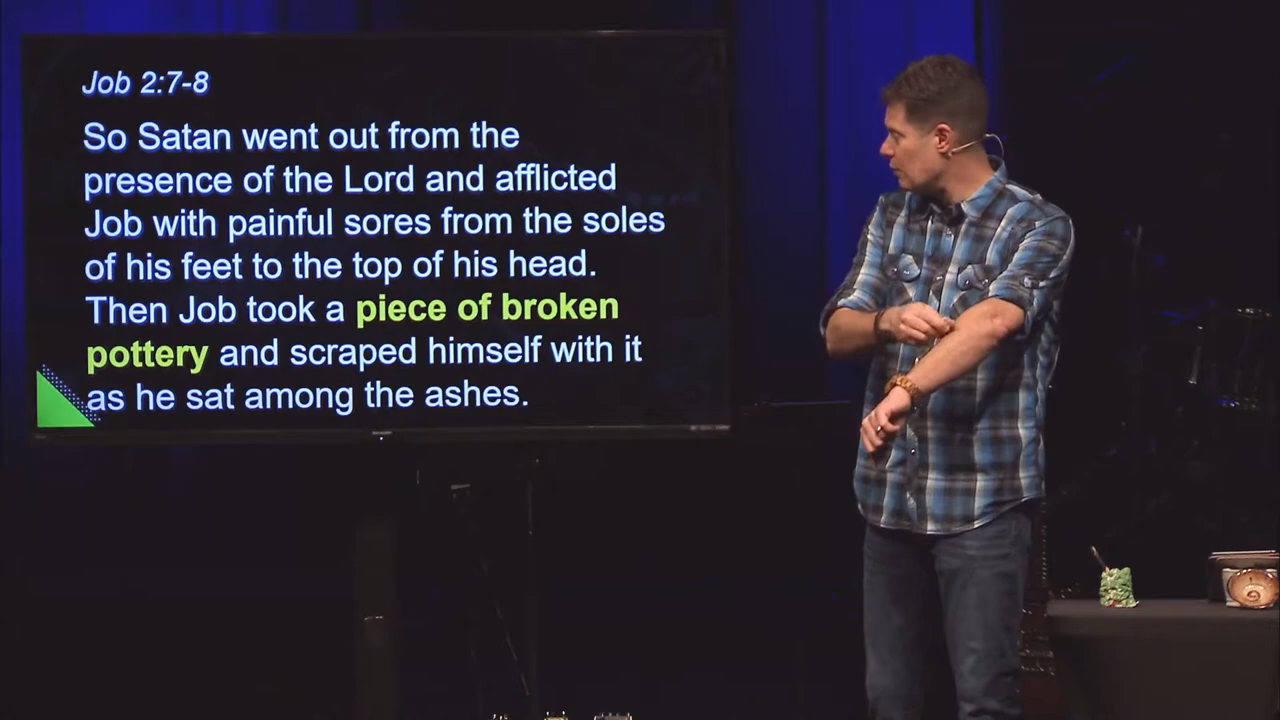 Job 2:7-8
So Satan went out from the
presence of the Lord and afflicted
Job with painful sores from the soles
of his feet to the top of his head.
Then Job took a piece of broken
pottery and scraped himself with it
as he sat among the ashes.